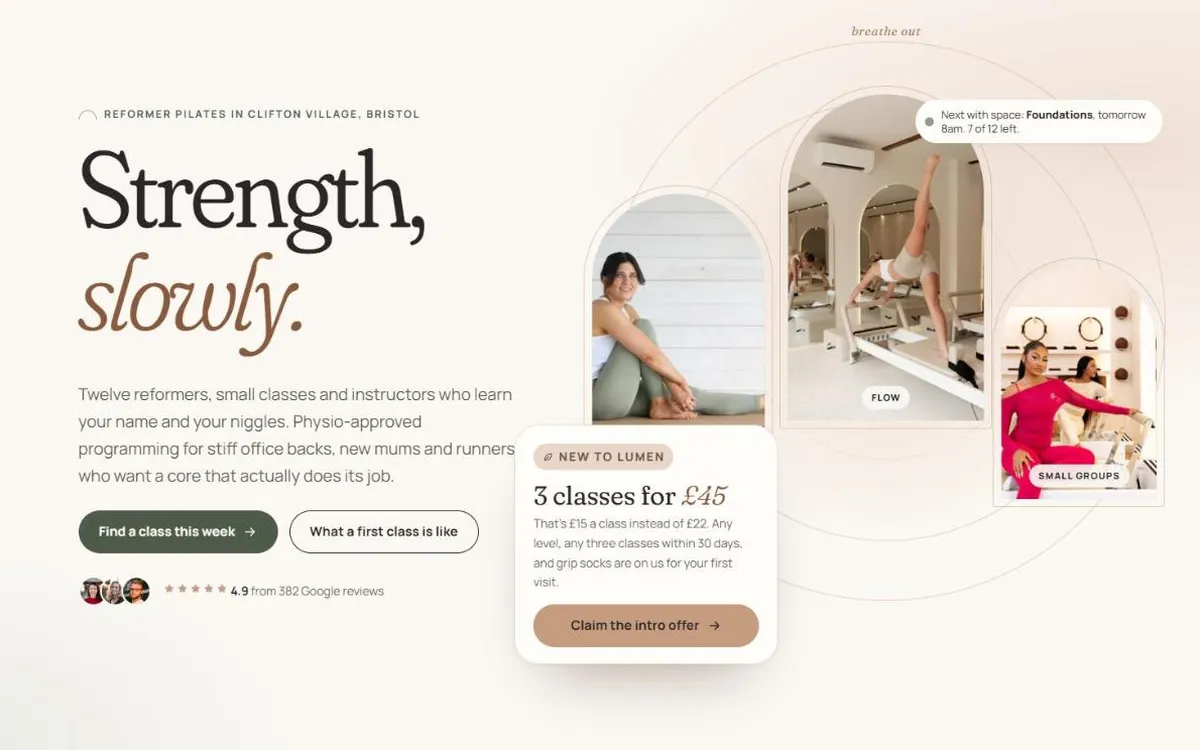 breathe out
REFORMER PILATES IN CLIFTON VILLAGE, BRISTOL
Strength,
slowly.
Twelve reformers, small classes and instructors who learn
your name and your niggles. Physio-approved
programming for stiff office backs, new mums and runners
who want a core that actually does its job.
Find a class this week →
What a first class is like
4.9 from 382 Google reviews
Next with space: Foundations, tomorrow
8am. 7 of 12 left.
FLOW
SMALL GROUPS
NEW TO LUMEN
3 classes for £45
That's £15 a class instead of £22. Any
level, any three classes within 30 days,
and grip socks are on us for your first
visit.
Claim the intro offer →